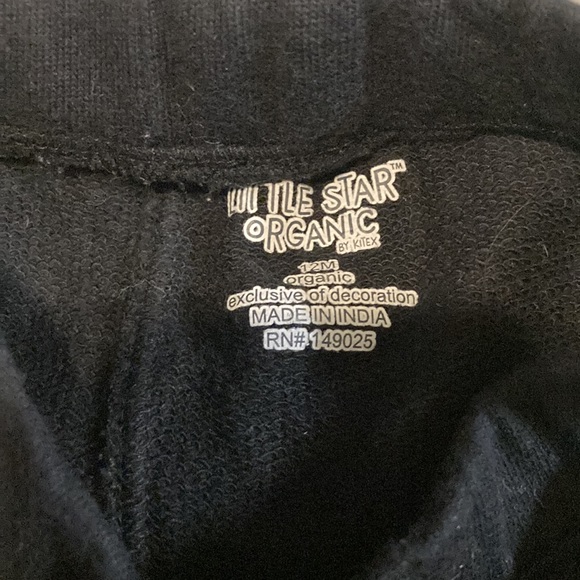 LITTLE STAR™
ORGANIC
BY KITEX
12M
organic
exclusive of decoration
MADE IN INDIA
RN# 149025